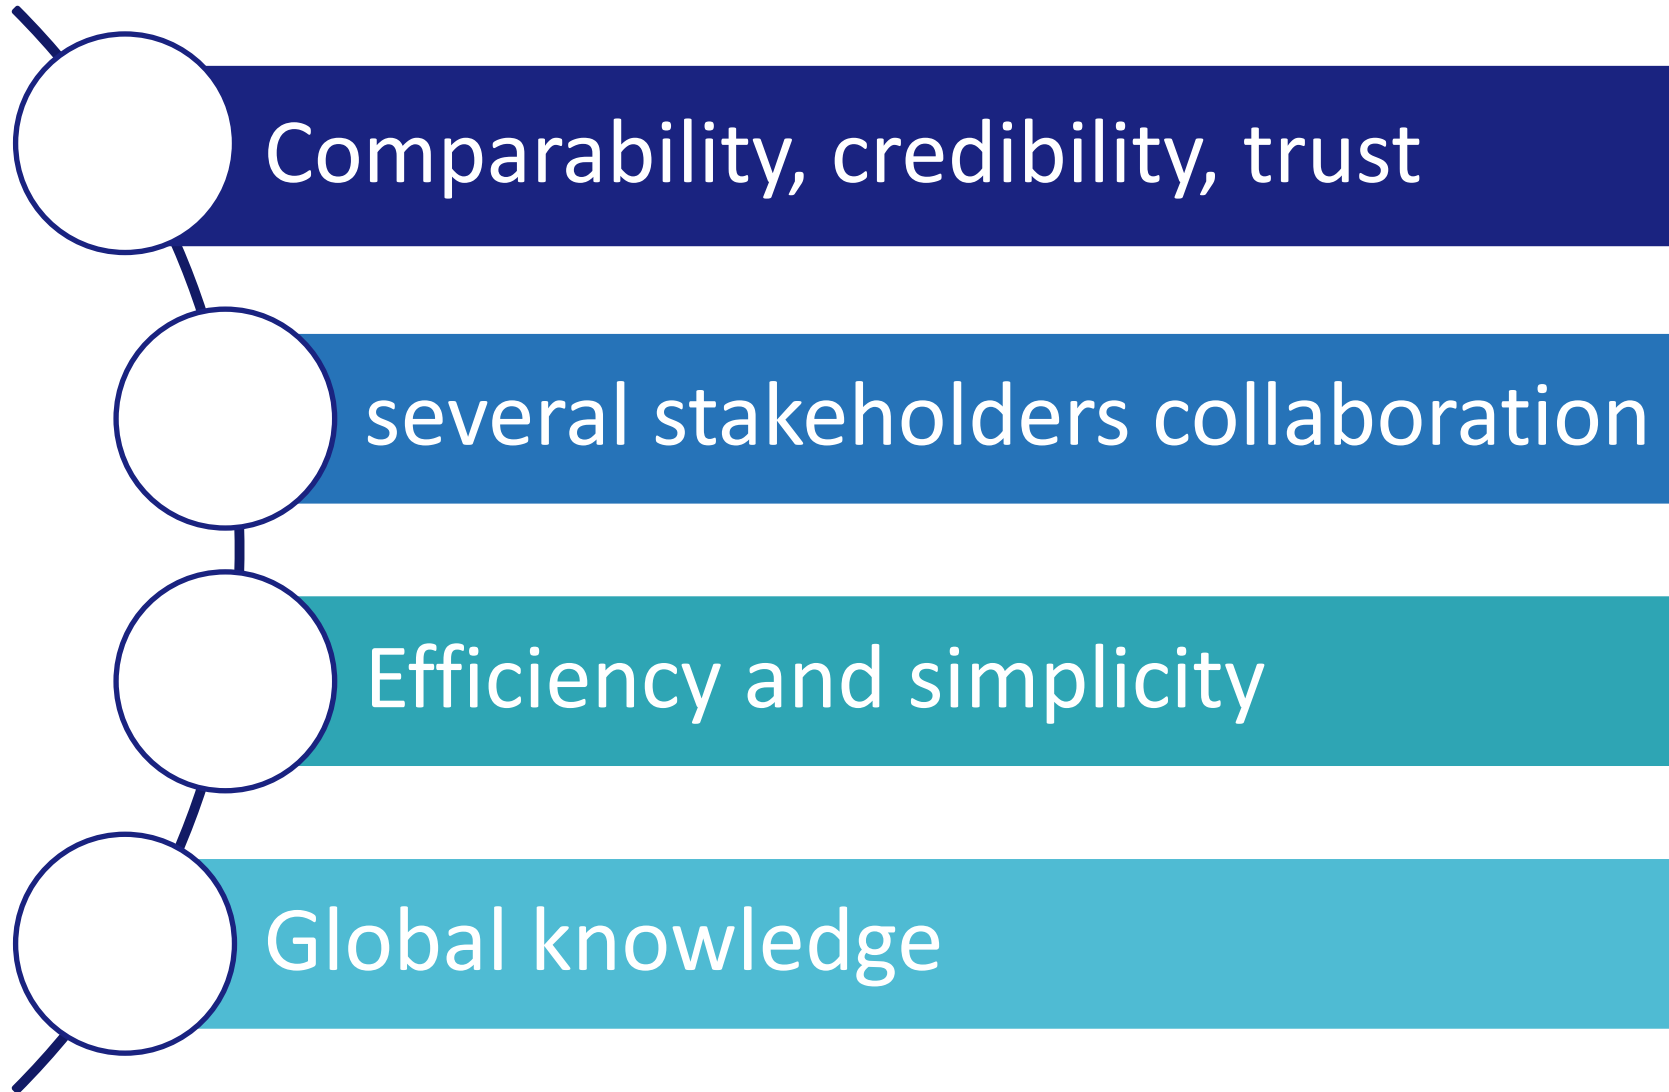 Comparability, credibility, trust
several stakeholders collaboration
Efficiency and simplicity
Global knowledge